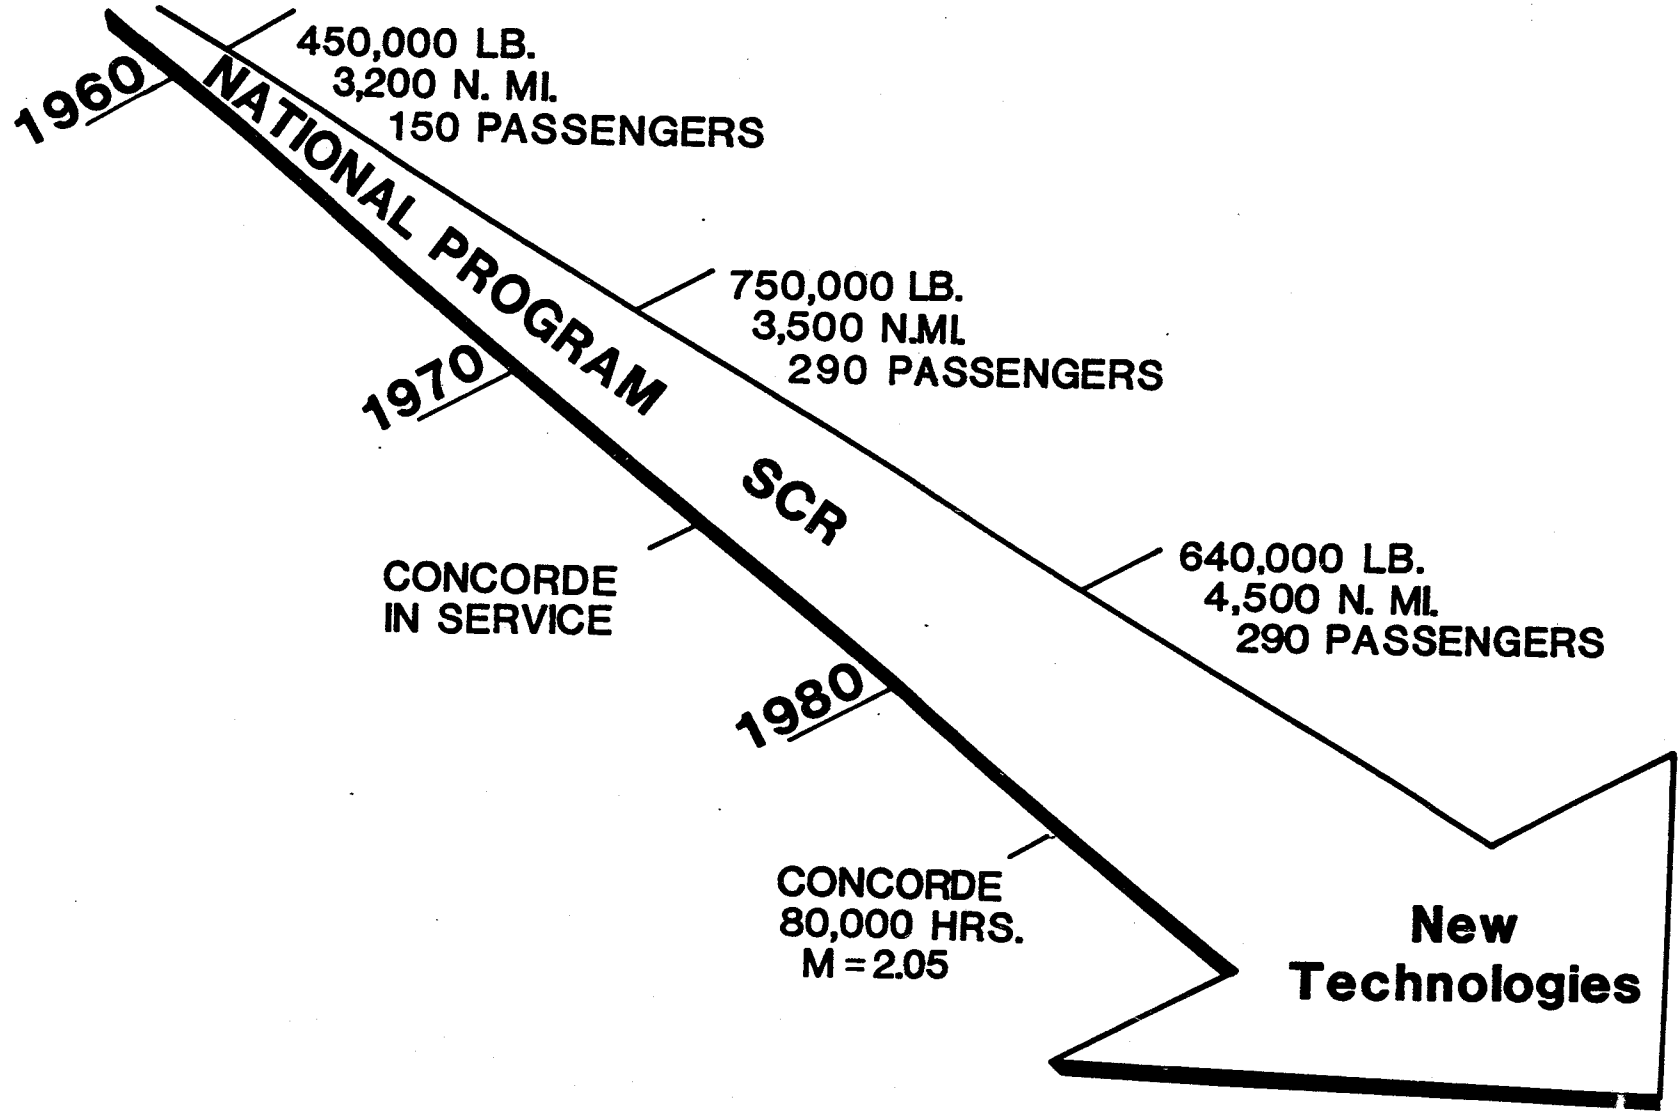 450,000 LB.
3,200 N. MI.
150 PASSENGERS
1960
NATIONAL PROGRAM
750,000 LB.
3,500 N.MI.
290 PASSENGERS
1970
SCR
CONCORDE
IN SERVICE
640,000 LB.
4,500 N. MI.
290 PASSENGERS
1980
CONCORDE
80,000 HRS.
M = 2.05
New
Technologies